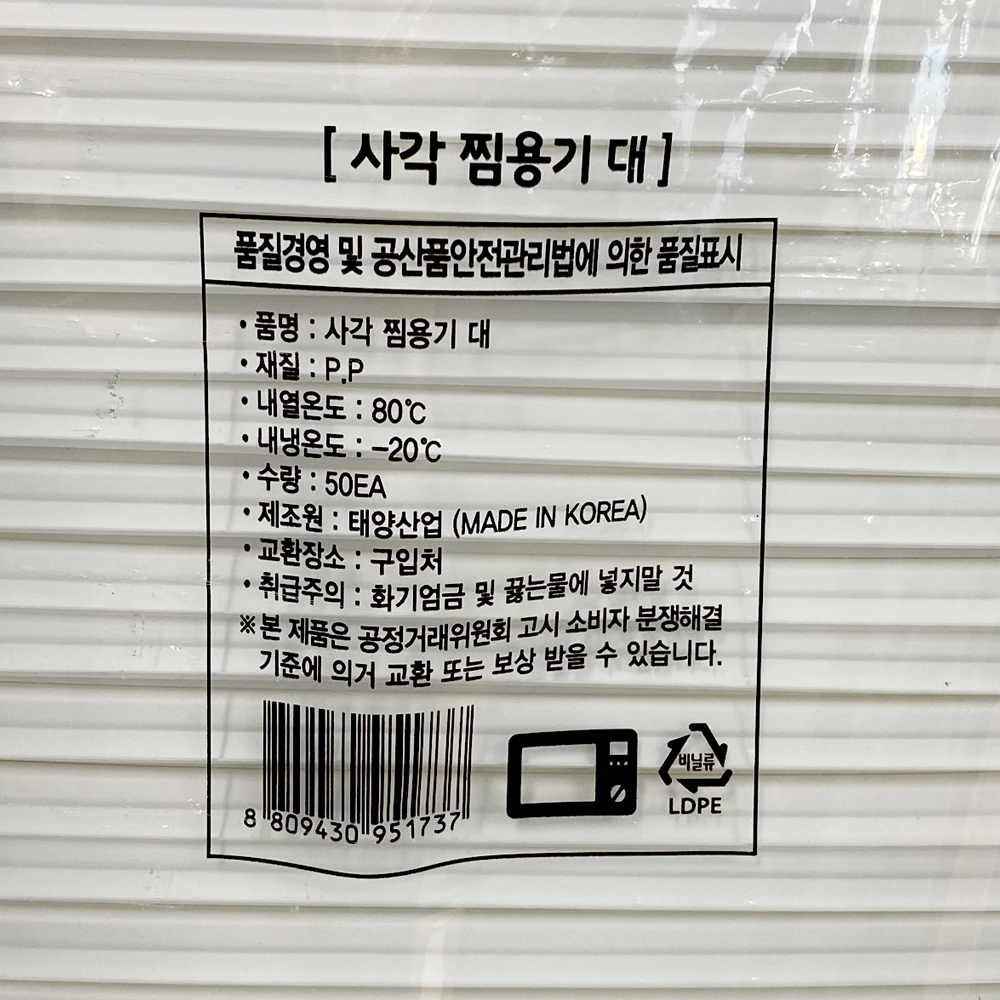 [ 사각 찜용기 대 ]
품질경영 및 공산품안전관리법에 의한 품질표시
• 품명 : 사각 찜용기 대
• 재질 : P.P
• 내열온도 : 80℃
• 내냉온도 : -20℃
• 수량 : 50EA
• 제조원 : 태양산업 (MADE IN KOREA)
• 교환장소 : 구입처
• 취급주의 : 화기엄금 및 끓는물에 넣지말 것
※ 본 제품은 공정거래위원회 고시 소비자 분쟁해결
기준에 의거 교환 또는 보상 받을 수 있습니다.
비닐류
LDPE
8 809430 951737